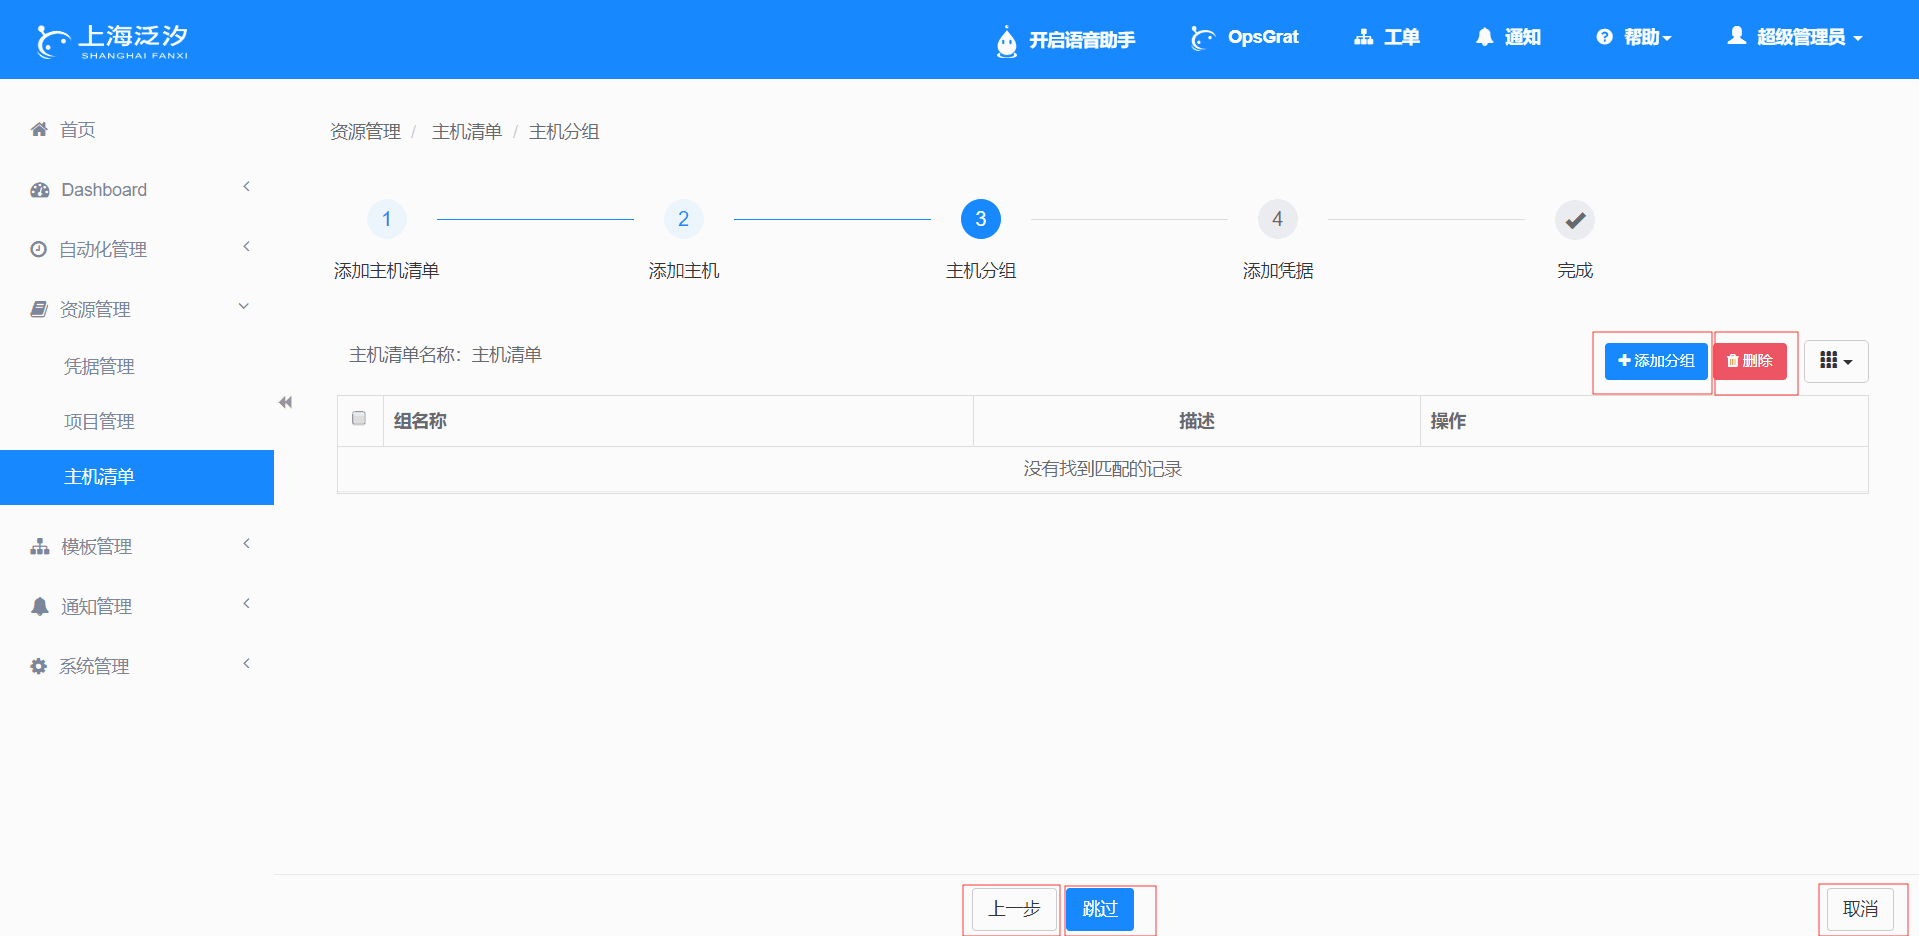 上海泛汐
SHANGHAI FANXI
开启语音助手 OpsGrat 工单 通知 帮助 超级管理员
首页
Dashboard
自动化管理
资源管理
凭据管理
项目管理
主机清单
模板管理
通知管理
系统管理
资源管理 / 主机清单 / 主机分组
1 2 3 4
添加主机清单 添加主机 主机分组 添加凭据 完成
主机清单名称：主机清单
添加分组 删除
组名称 描述 操作
没有找到匹配的记录
上一步 跳过 取消